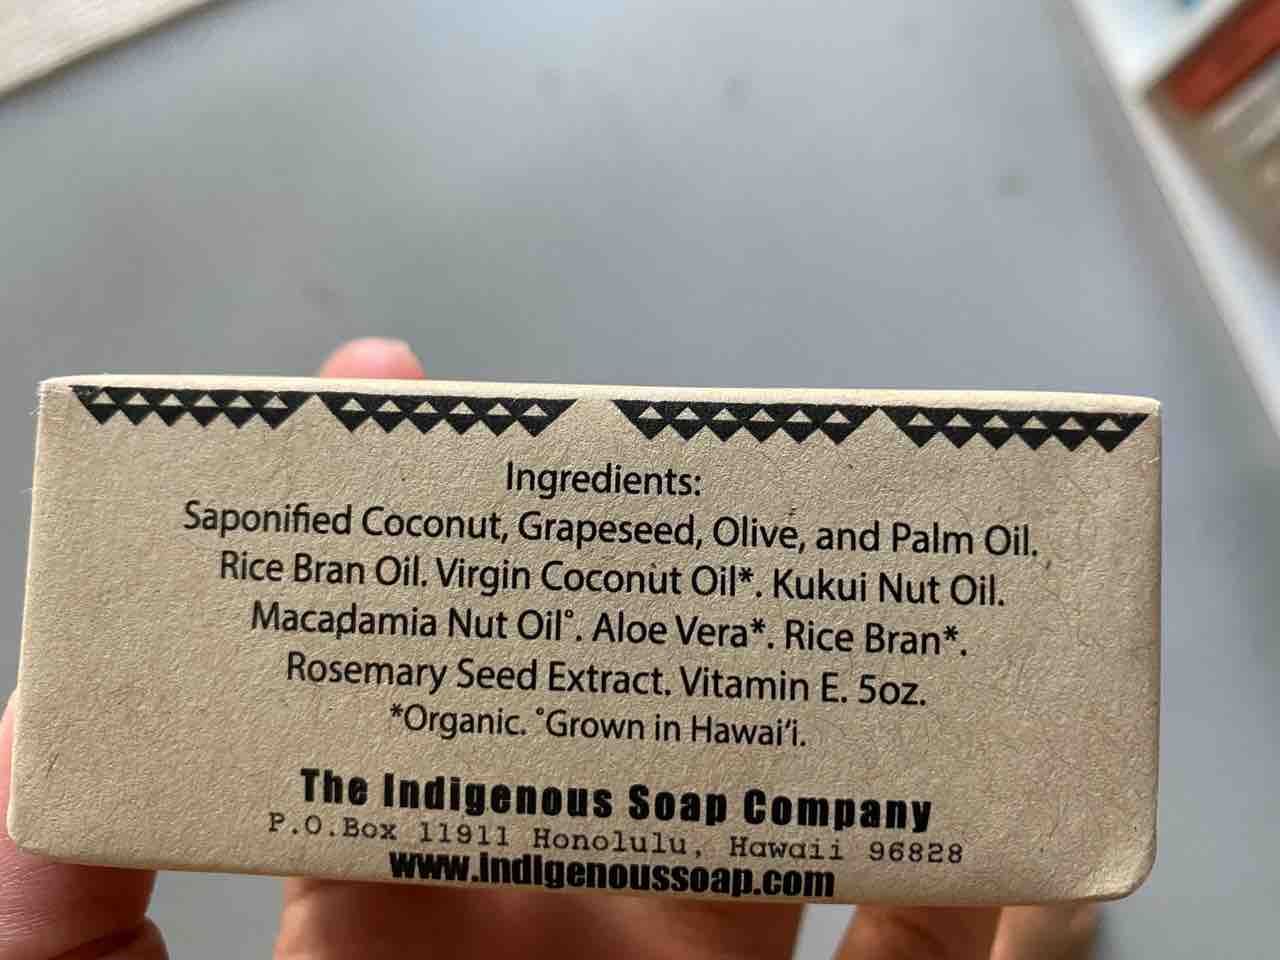 Ingredients:
Saponified Coconut, Grapeseed, Olive, and Palm Oil.
Rice Bran Oil. Virgin Coconut Oil*. Kukui Nut Oil.
Macadamia Nut Oil°. Aloe Vera*. Rice Bran*.
Rosemary Seed Extract. Vitamin E. 5oz.
*Organic. °Grown in Hawai‘i.
The Indigenous Soap Company
P.O.Box 11911 Honolulu, Hawaii 96828
www.indigenoussoap.com